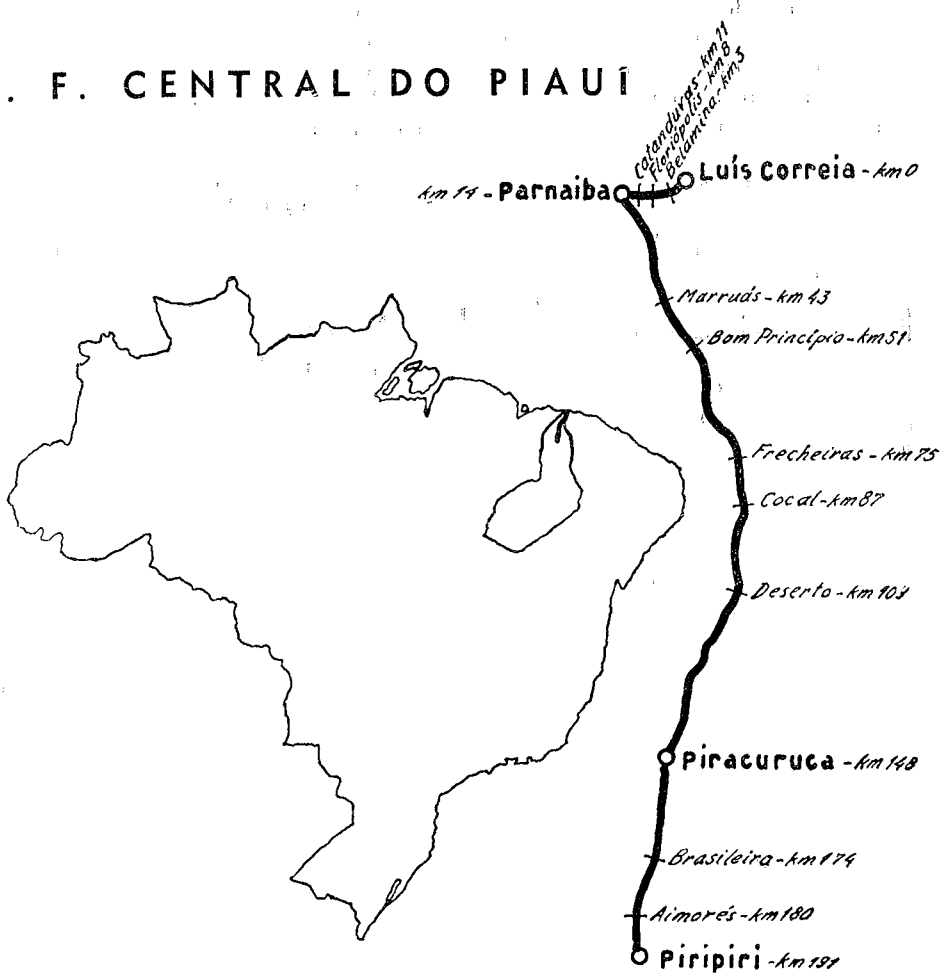 . F. CENTRAL DO PIAUÍ
Catanduvas-km 11
Floriópolis-km 8
Belamina-km 5
Luís Correia - km 0
km 14 - Parnaiba
Marruás - km 43
Bom Princípio - km 51
Frecheiras - km 75
Cocal - km 87
Deserto - km 109
Piracuruca - km 148
Brasileira - km 174
Aimorés - km 180
Piripiri - km 191